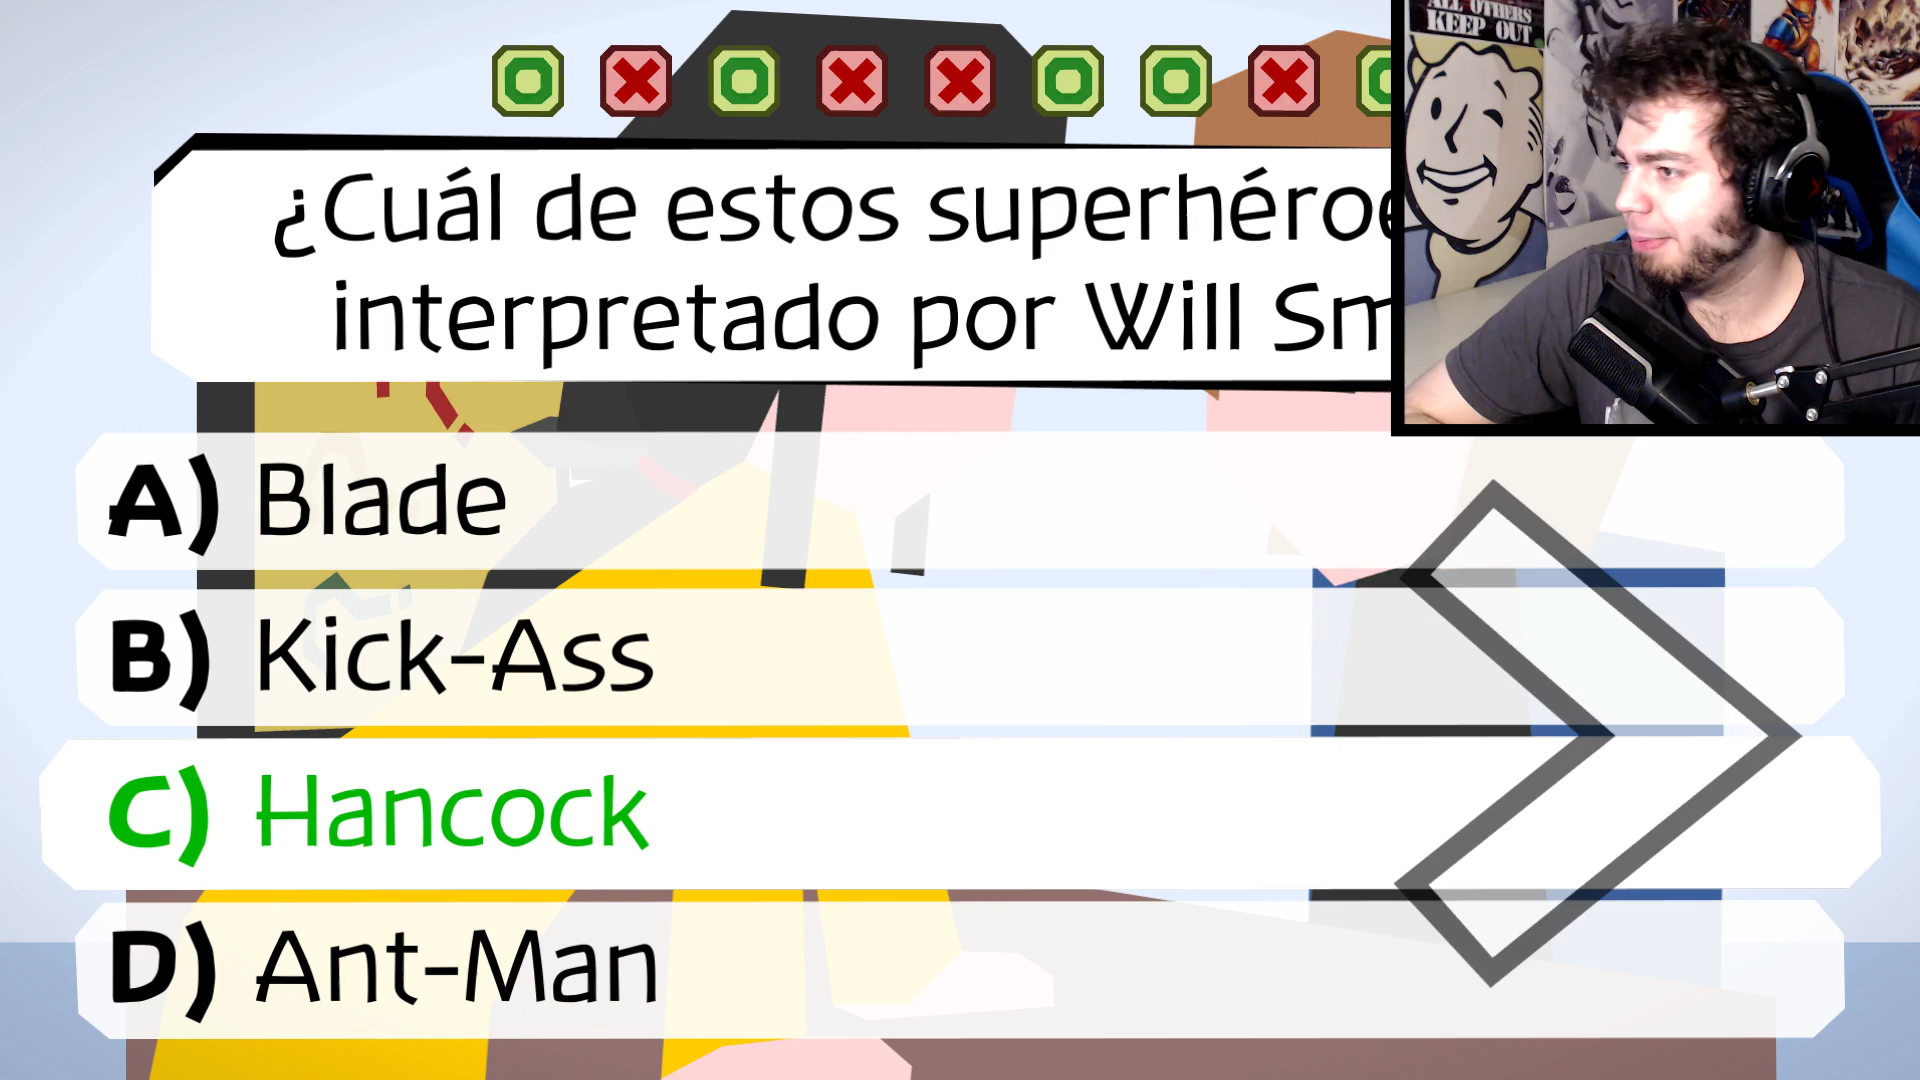 ALL OTHERS
KEEP OUT
¿Cuál de estos superhéroe
interpretado por Will Sm
A) Blade
B) Kick-Ass
C) Hancock
D) Ant-Man